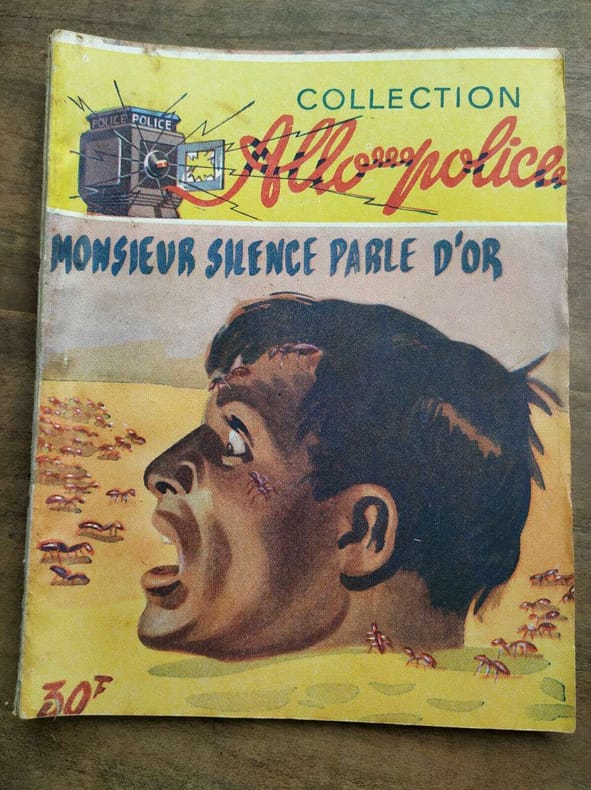 COLLECTION
POLICE POLICE
Allo...police
MONSIEUR SILENCE PARLE D'OR
30F